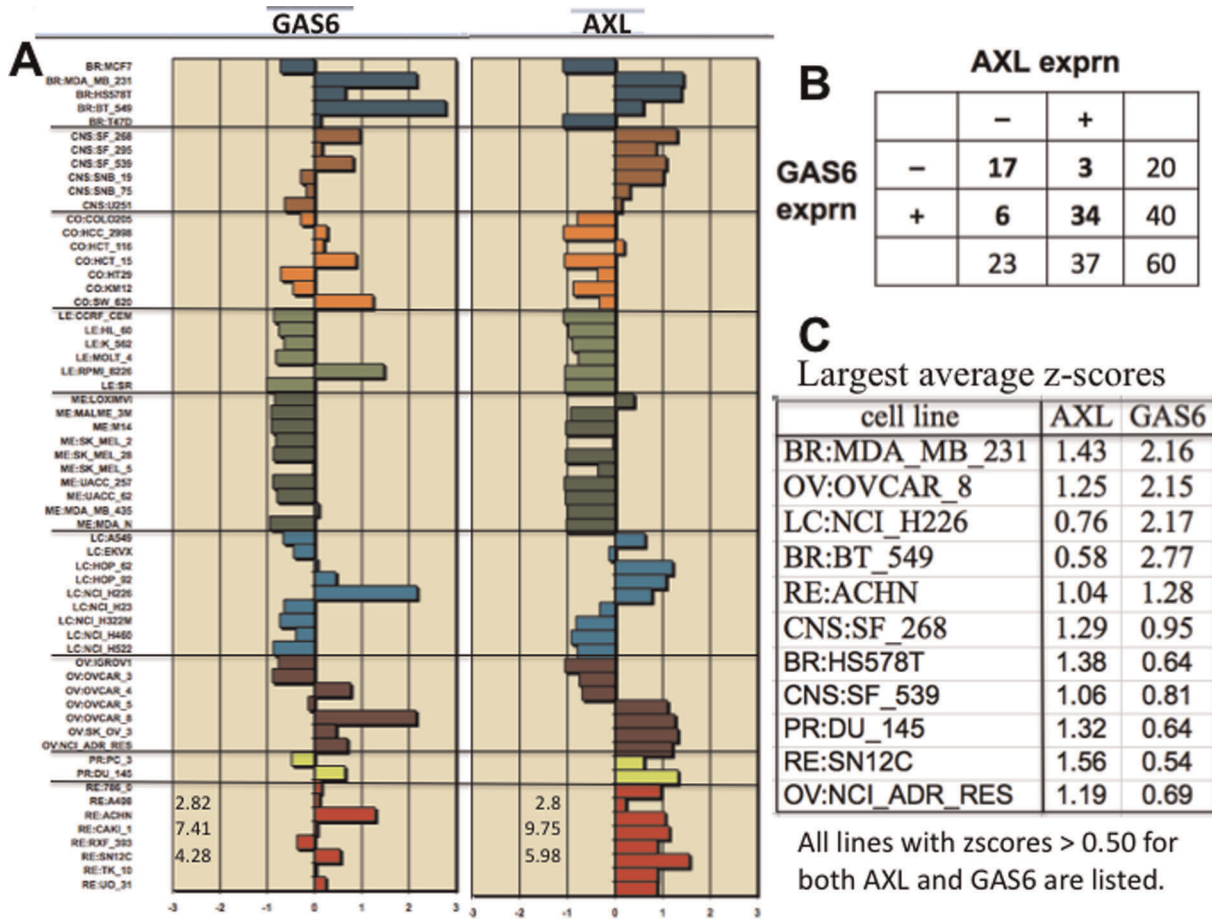 GAS6 AXL
A
BR:MCF7
BR:MDA_MB_231
BR:HS578T
BR:BT_549
BR:T47D
CNS:SF_268
CNS:SF_295
CNS:SF_539
CNS:SNB_19
CNS:SNB_75
CNS:U251
CO:COLO205
CO:HCC_2998
CO:HCT_116
CO:HCT_15
CO:HT29
CO:KM12
CO:SW_620
LE:CCRF_CEM
LE:HL_60
LE:K_562
LE:MOLT_4
LE:RPMI_8226
LE:SR
ME:LOXIMVI
ME:MALME_3M
ME:M14
ME:SK_MEL_2
ME:SK_MEL_28
ME:SK_MEL_5
ME:UACC_257
ME:UACC_62
ME:MDA_MB_435
ME:MDA_N
LC:A549
LC:EKVX
LC:HOP_62
LC:HOP_92
LC:NCI_H226
LC:NCI_H23
LC:NCI_H322M
LC:NCI_H460
LC:NCI_H522
OV:IGROV1
OV:OVCAR_3
OV:OVCAR_4
OV:OVCAR_5
OV:OVCAR_8
OV:SK_OV_3
OV:NCI_ADR_RES
PR:PC_3
PR:DU_145
RE:786_0
RE:A498 2.82 2.8
RE:ACHN
RE:CAKI_1 7.41 9.75
RE:RXF_393
RE:SN12C 4.28 5.98
RE:TK_10
RE:UO_31
-3 -2 -1 0 1 2 3 -3 -2 -1 0 1 2 3
B
AXL exprn
GAS6 exprn
− +
− 17 3 20
+ 6 34 40
23 37 60
C
Largest average z-scores
cell line AXL GAS6
BR:MDA_MB_231 1.43 2.16
OV:OVCAR_8 1.25 2.15
LC:NCI_H226 0.76 2.17
BR:BT_549 0.58 2.77
RE:ACHN 1.04 1.28
CNS:SF_268 1.29 0.95
BR:HS578T 1.38 0.64
CNS:SF_539 1.06 0.81
PR:DU_145 1.32 0.64
RE:SN12C 1.56 0.54
OV:NCI_ADR_RES 1.19 0.69
All lines with zscores > 0.50 for
both AXL and GAS6 are listed.